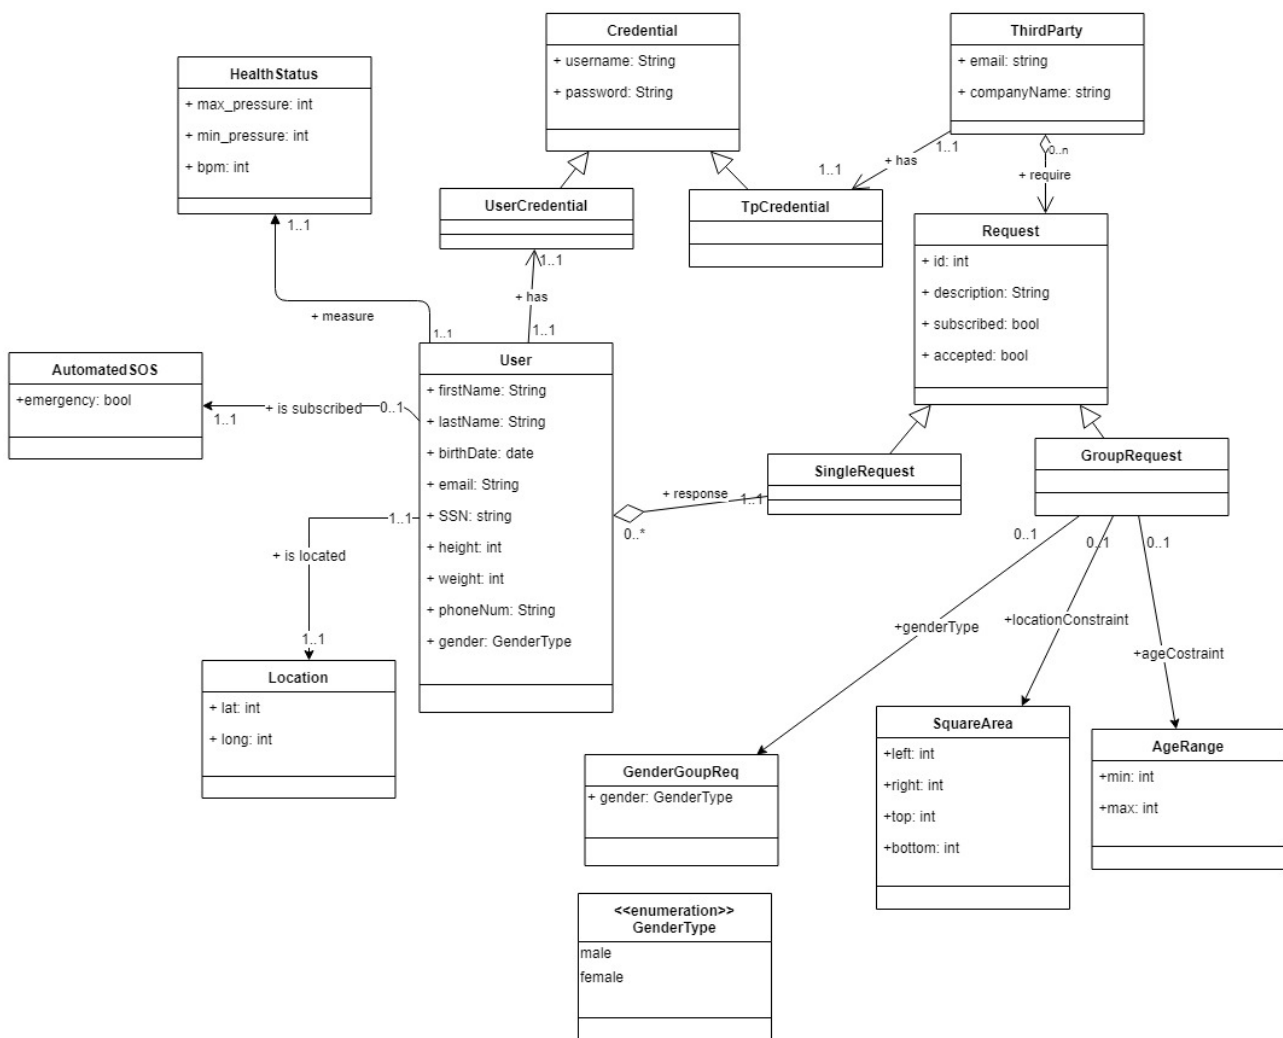 Credential
+ username: String
+ password: String
ThirdParty
+ email: string
+ companyName: string
HealthStatus
+ max_pressure: int
+ min_pressure: int
+ bpm: int
1..1
+ has
1..1
0..n
+ require
UserCredential
TpCredential
Request
+ id: int
+ description: String
+ subscribed: bool
+ accepted: bool
1..1
+ measure
1..1
1..1
+ has
1..1
AutomatedSOS
+emergency: bool
1..1
+ is subscribed
0..1
User
+ firstName: String
+ lastName: String
+ birthDate: date
+ email: String
+ SSN: string
+ height: int
+ weight: int
+ phoneNum: String
+ gender: GenderType
SingleRequest
GroupRequest
+ response
1..1
0..*
1..1
+ is located
1..1
Location
+ lat: int
+ long: int
0..1
0..1
0..1
+genderType
+locationConstraint
+ageCostraint
GenderGoupReq
+ gender: GenderType
SquareArea
+left: int
+right: int
+top: int
+bottom: int
AgeRange
+min: int
+max: int
<<enumeration>>
GenderType
male
female